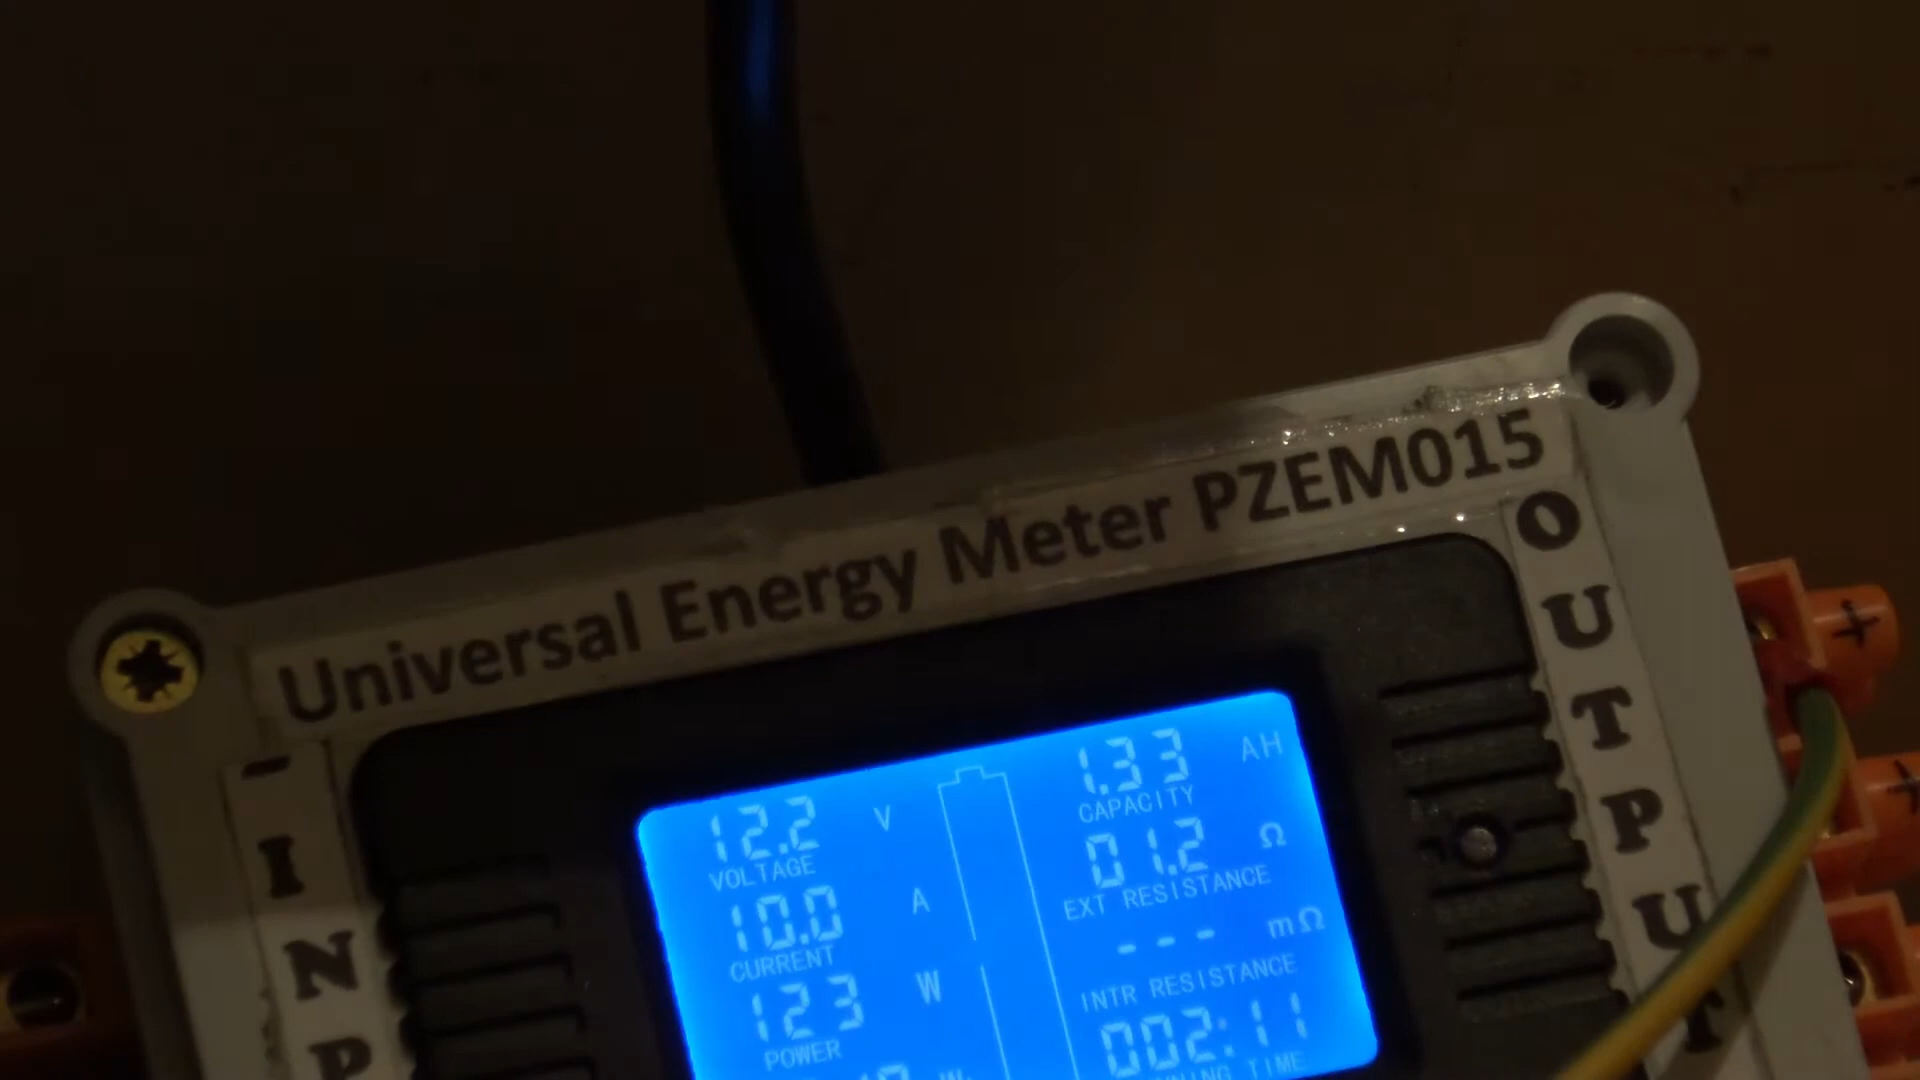 Universal Energy Meter PZEM015
INP
OUTPUT
+
+
12.2 V
VOLTAGE
10.0 A
CURRENT
123 W
POWER
1.33 AH
CAPACITY
01.2 Ω
EXT RESISTANCE
--- mΩ
INTR RESISTANCE
002:11
TIME